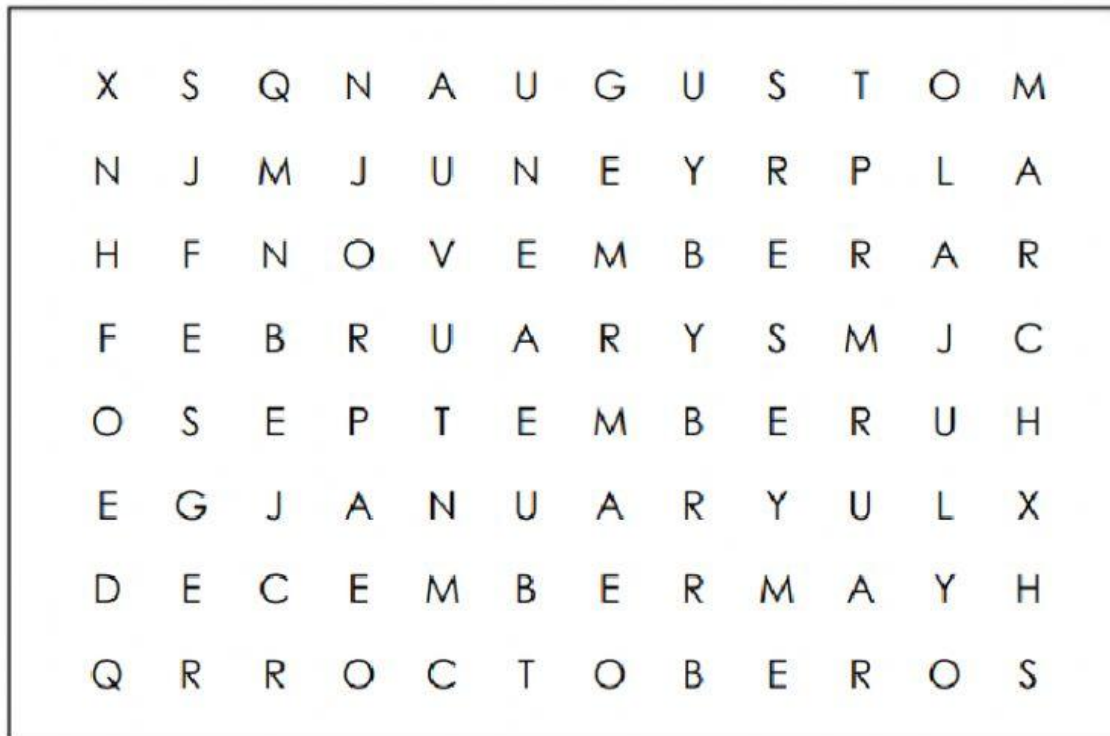 X S Q N A U G U S T O M
N J M J U N E Y R P L A
H F N O V E M B E R A R
F E B R U A R Y S M J C
O S E P T E M B E R U H
E G J A N U A R Y U L X
D E C E M B E R M A Y H
Q R R O C T O B E R O S